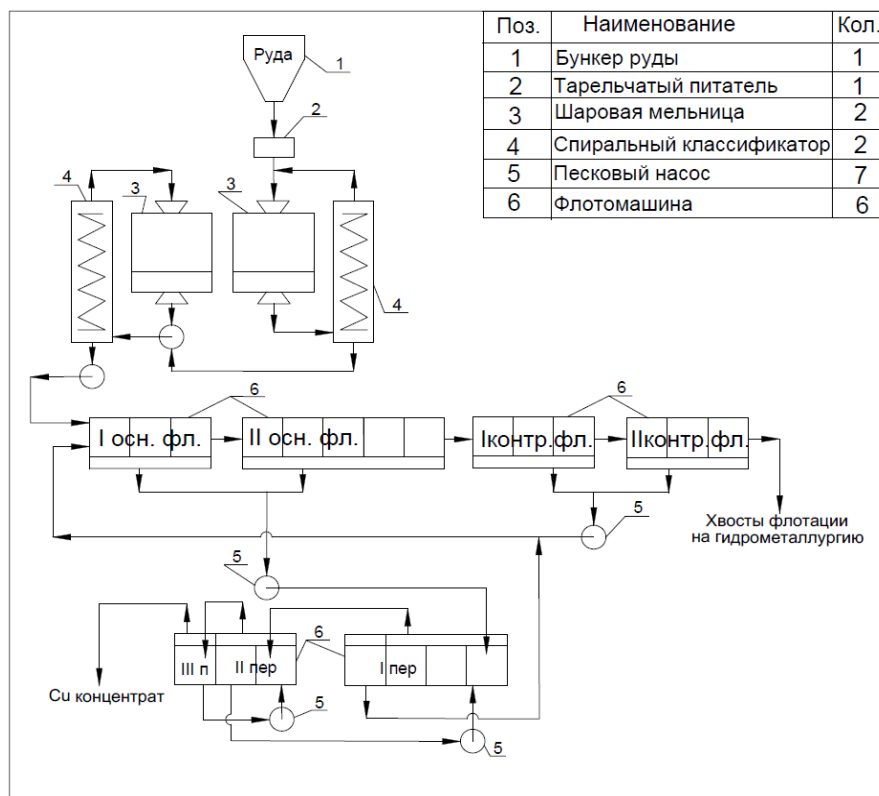 Поз. Наименование Кол.
1 Бункер руды 1
2 Тарельчатый питатель 1
3 Шаровая мельница 2
4 Спиральный классификатор 2
5 Песковый насос 7
6 Флотомашина 6
Руда
1
2
4
3
3
4
6
6
I осн. фл.
II осн. фл.
Iконтр.фл.
IIконтр.фл.
5
Хвосты флотации
на гидрометаллургию
5
6
III п
II пер
I пер
Cu концентрат
5
5